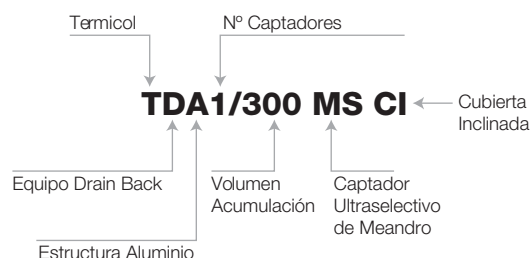 Termicol
Nº Captadores
TDA1/300 MS CI
Cubierta
Inclinada
Equipo Drain Back
Volumen
Acumulación
Captador
Ultraselectivo
de Meandro
Estructura Aluminio